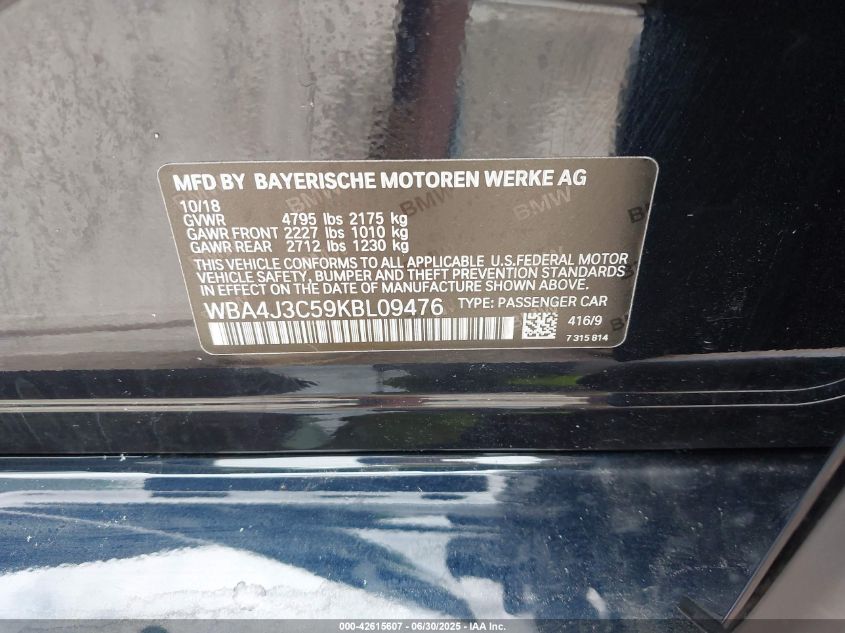 MFD BY BAYERISCHE MOTOREN WERKE AG
10/18
GVWR 4795 lbs 2175 kg
GAWR FRONT 2227 lbs 1010 kg
GAWR REAR 2712 lbs 1230 kg
THIS VEHICLE CONFORMS TO ALL APPLICABLE U.S.FEDERAL MOTOR
VEHICLE SAFETY, BUMPER AND THEFT PREVENTION STANDARDS
IN EFFECT ON THE DATE OF MANUFACTURE SHOWN ABOVE.
WBA4J3C59KBL09476 TYPE: PASSENGER CAR
416/9
7 315 814
BMW
BMW
BMW
000-42615607 - 06/30/2025 - IAA Inc.